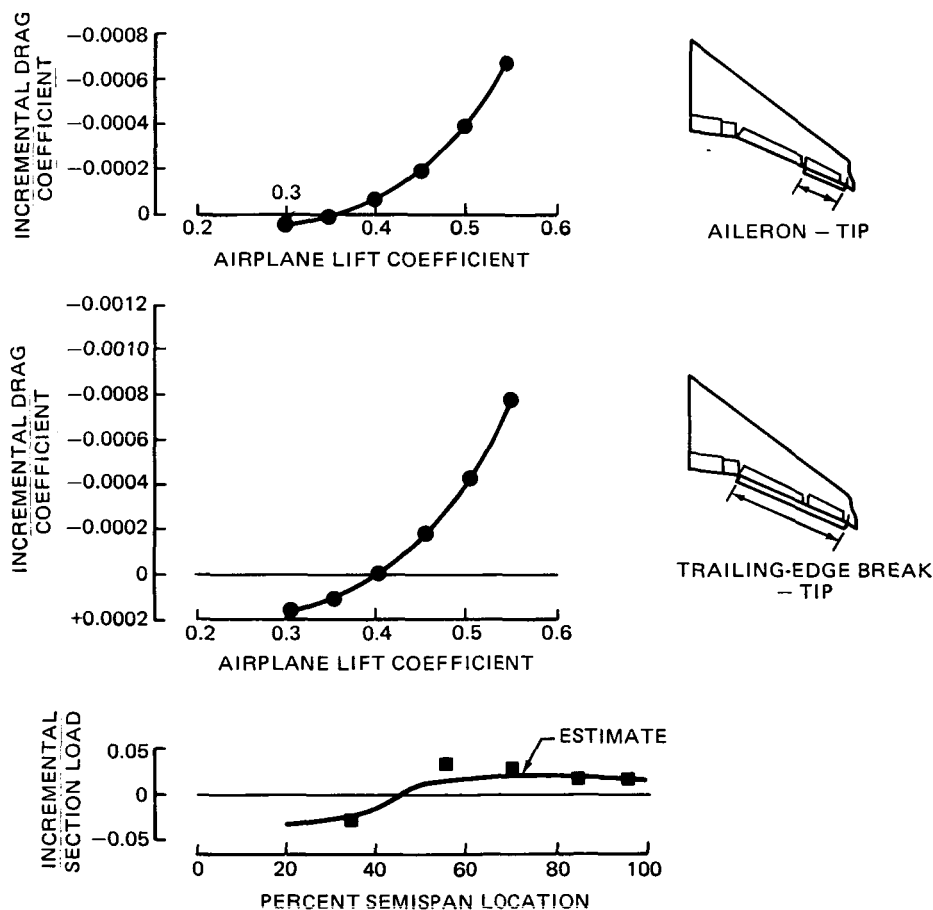 INCREMENTAL DRAG
COEFFICIENT
−0.0008
−0.0006
−0.0004
−0.0002
0
0.3
0.2
0.4
0.5
0.6
AIRPLANE LIFT COEFFICIENT
AILERON – TIP
INCREMENTAL DRAG
COEFFICIENT
−0.0012
−0.0010
−0.0008
−0.0006
−0.0004
−0.0002
0
+0.0002
0.2
0.3
0.4
0.5
0.6
AIRPLANE LIFT COEFFICIENT
TRAILING-EDGE BREAK
– TIP
INCREMENTAL
SECTION LOAD
0.05
0
−0.05
ESTIMATE
0
20
40
60
80
100
PERCENT SEMISPAN LOCATION